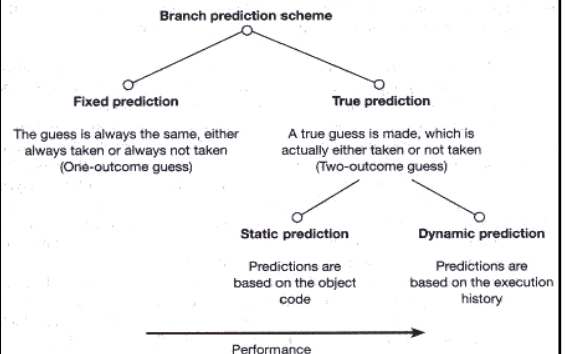 Branch prediction scheme
Fixed prediction
True prediction
The guess is always the same, either
always taken or always not taken
(One-outcome guess)
A true guess is made, which is
actually either taken or not taken
(Two-outcome guess)
Static prediction
Dynamic prediction
Predictions are
based on the object
code
Predictions are
based on the execution
history
Performance